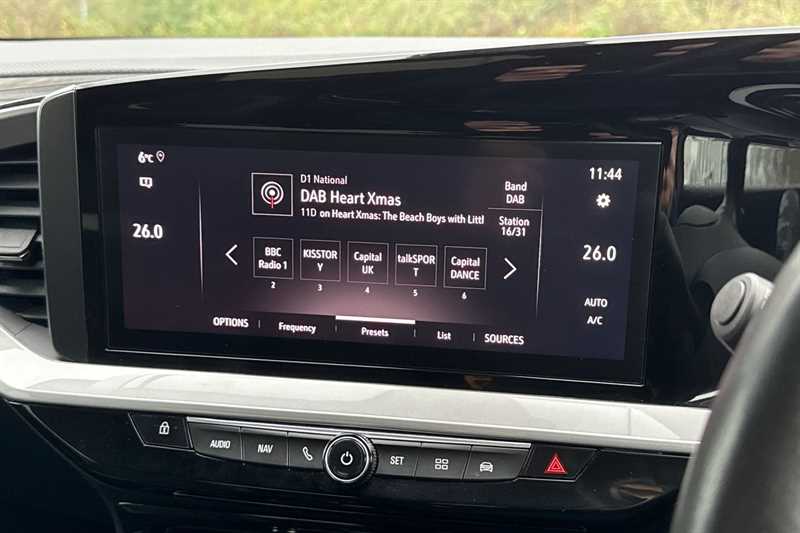 6°C
26.0
D1 National
DAB Heart Xmas
11D on Heart Xmas: The Beach Boys with Littl
Band
DAB
Station
16/31
11:44
26.0
AUTO
A/C
BBC
Radio 1
2
KISSTOR
Y
3
Capital
UK
4
talkSPOR
T
5
Capital
DANCE
6
OPTIONS
Frequency
Presets
List
SOURCES
AUDIO
NAV
SET